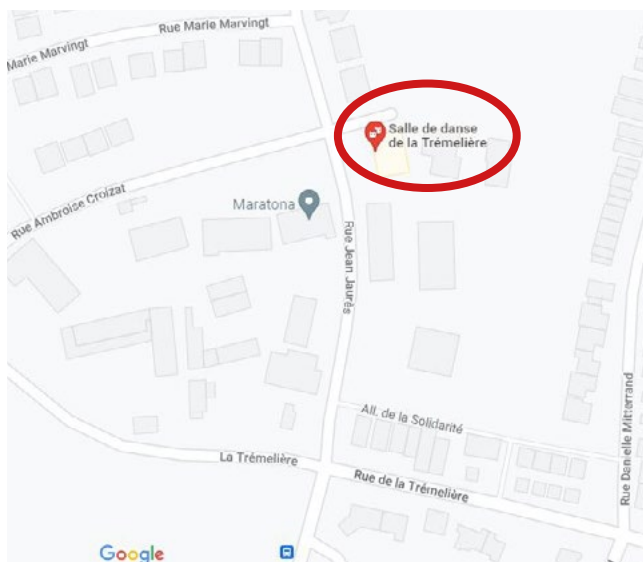 Rue Marie Marvingt
Marie Marvingt
Salle de danse
de la Trémelière
Rue Ambroise Croizat
Maratona
Rue Jean Jaurès
All. de la Solidarité
Rue Danielle Mitterrand
La Trémelière
Rue de la Trémelière
Google